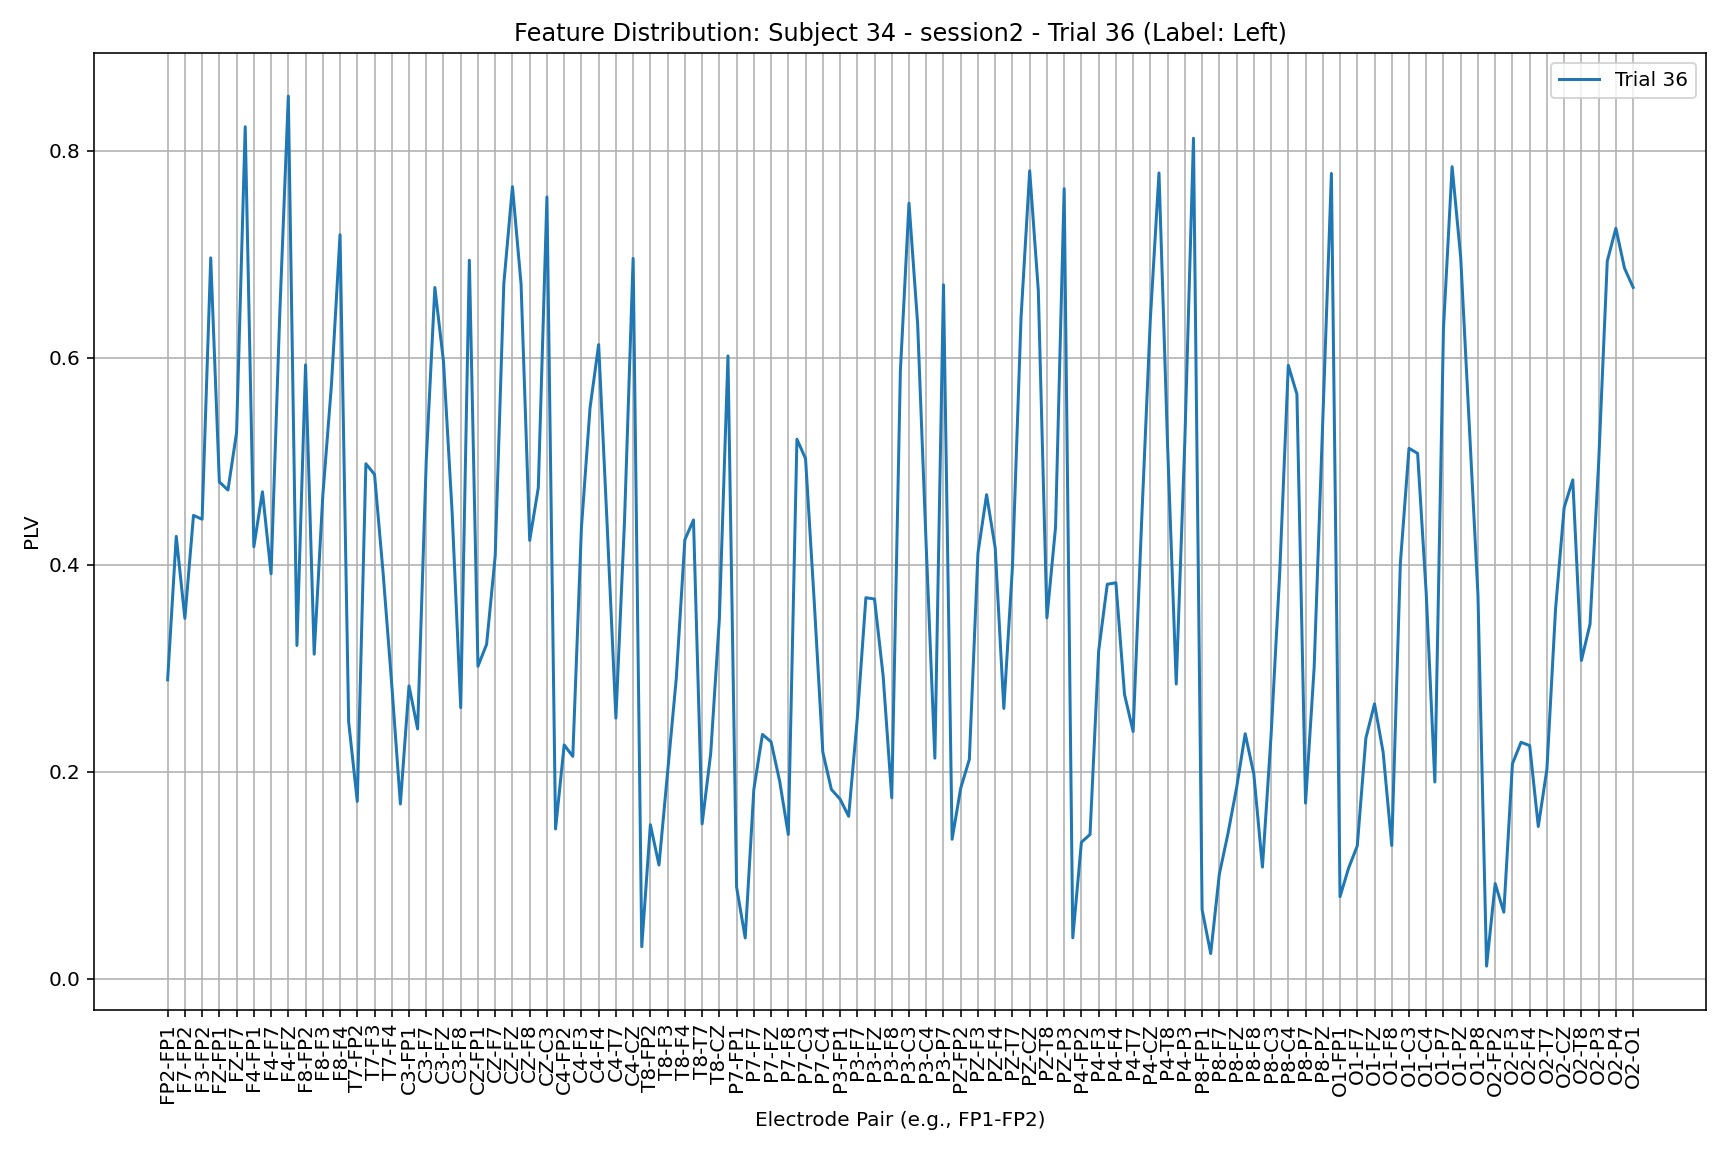 Feature Distribution: Subject 34 - session2 - Trial 36 (Label: Left)
Trial 36
PLV
0.8
0.6
0.4
0.2
0.0
FP2-FP1
F7-FP2
F3-FP2
FZ-FP1
FZ-F7
F4-FP1
F4-F7
F4-FZ
F8-FP2
F8-F3
F8-F4
T7-FP2
T7-F3
T7-F4
C3-FP1
C3-F7
C3-FZ
C3-F8
CZ-FP1
CZ-F7
CZ-FZ
CZ-F8
CZ-C3
C4-FP2
C4-F3
C4-F4
C4-T7
C4-CZ
T8-FP2
T8-F3
T8-F4
T8-T7
T8-CZ
P7-FP1
P7-F7
P7-FZ
P7-F8
P7-C3
P7-C4
P3-FP1
P3-F7
P3-FZ
P3-F8
P3-C3
P3-C4
P3-P7
PZ-FP2
PZ-F3
PZ-F4
PZ-T7
PZ-CZ
PZ-T8
PZ-P3
P4-FP2
P4-F3
P4-F4
P4-T7
P4-CZ
P4-T8
P4-P3
P8-FP1
P8-F7
P8-FZ
P8-F8
P8-C3
P8-C4
P8-P7
P8-PZ
O1-FP1
O1-F7
O1-FZ
O1-F8
O1-C3
O1-C4
O1-P7
O1-PZ
O1-P8
O2-FP2
O2-F3
O2-F4
O2-T7
O2-CZ
O2-T8
O2-P3
O2-P4
O2-O1
Electrode Pair (e.g., FP1-FP2)